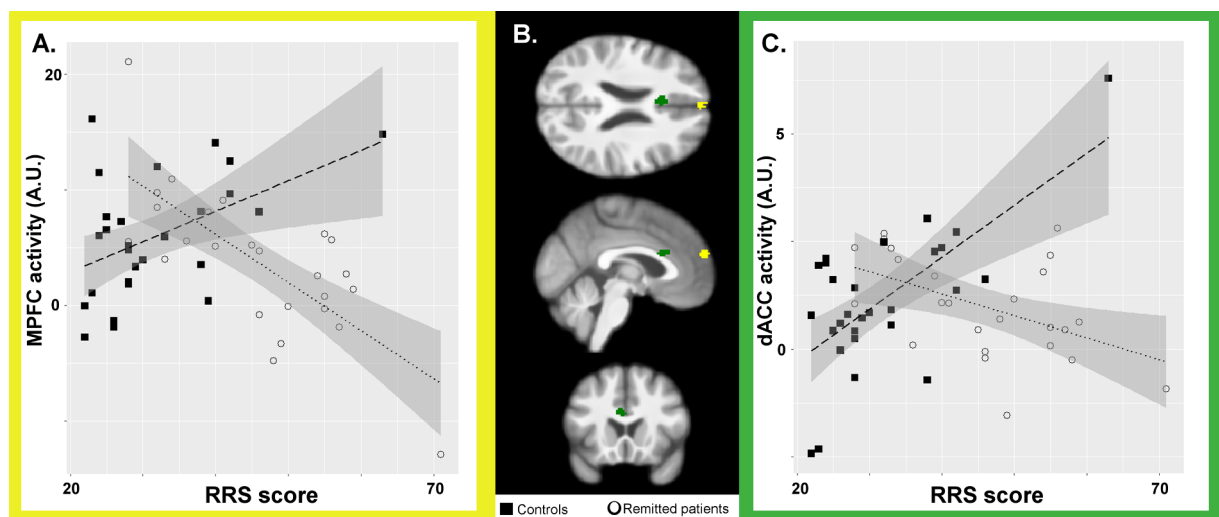 A.
20
0
MPFC activity (A.U.)
20
RRS score
70
B.
Controls
Remitted patients
C.
5
0
dACC activity (A.U.)
20
RRS score
70